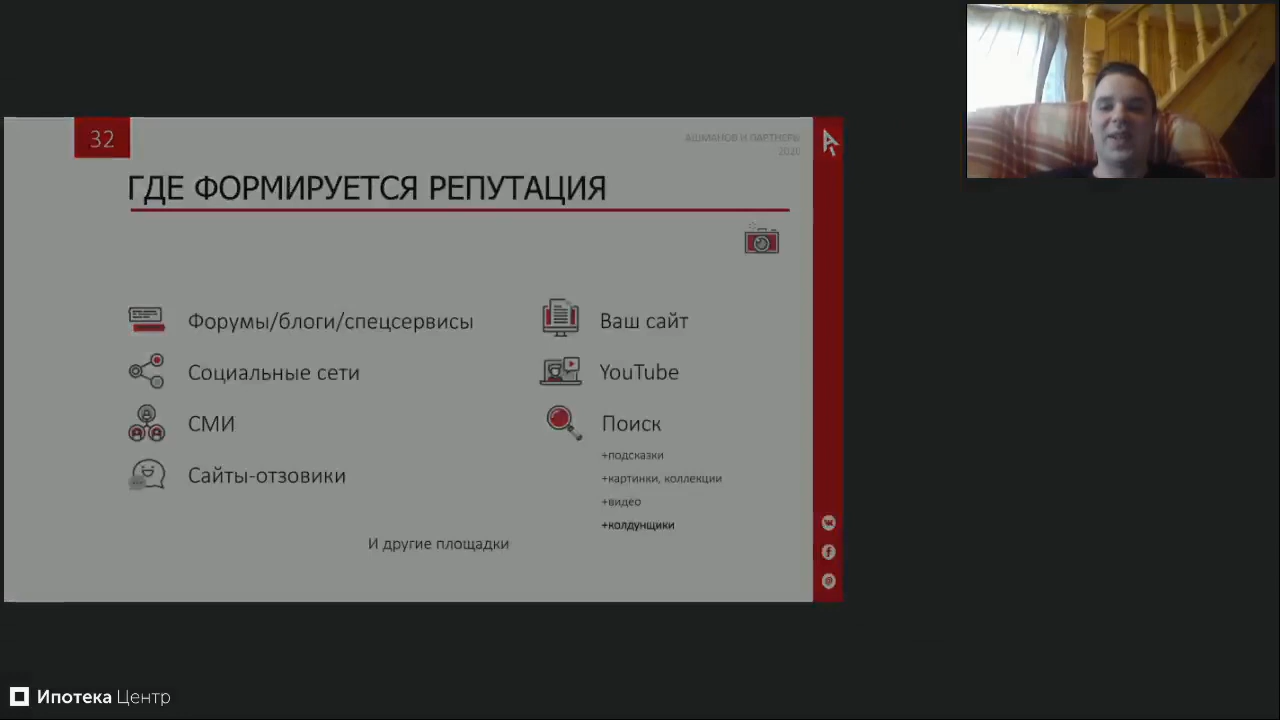 32
АШМАНОВ И ПАРТНЕРЫ
2020
ГДЕ ФОРМИРУЕТСЯ РЕПУТАЦИЯ
Форумы/блоги/спецсервисы
Социальные сети
СМИ
Сайты-отзовики
Ваш сайт
YouTube
Поиск
+подсказки
+картинки, коллекции
+видео
+колдунщики
И другие площадки
Ипотека Центр